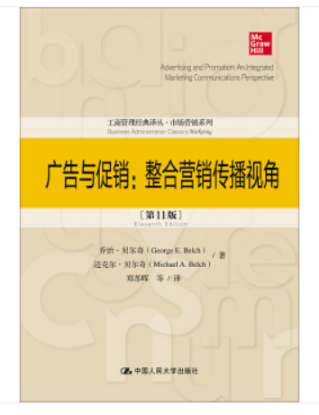 Mc
Graw
Hill
Advertising and Promotion: An Integrated
Marketing Communications Perspective
工商管理经典译丛·市场营销系列
Business Administration Classics Marketing
广告与促销：整合营销传播视角
［第11版］
Eleventh Edition
乔治·贝尔奇（George E. Belch）
迈克尔·贝尔奇（Michael A. Belch）
/ 著
郑苏晖 等 / 译
中国人民大学出版社